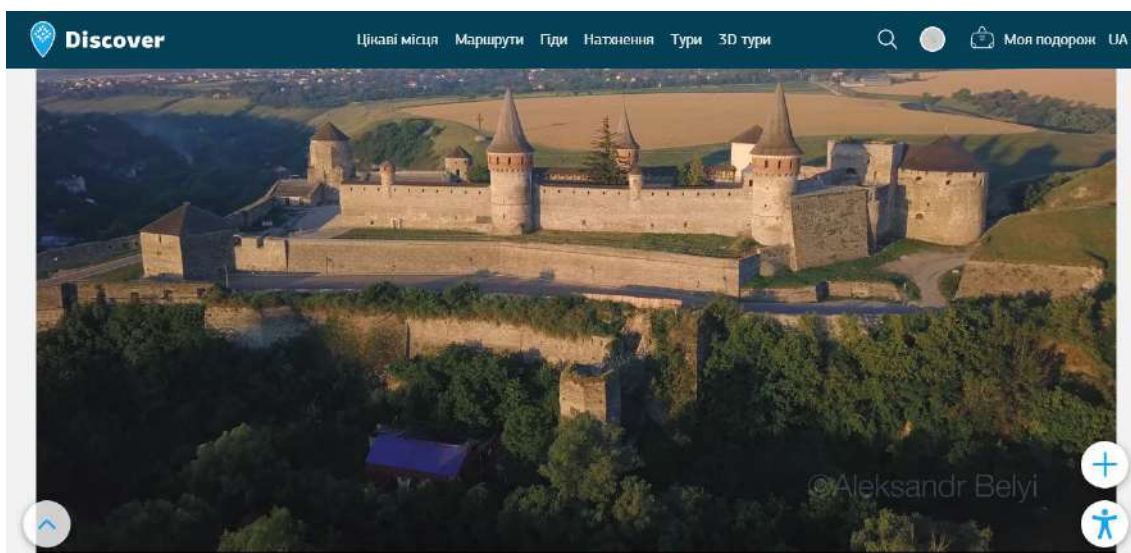 Discover
Цікаві місця Маршрути Гіди Натхнення Тури 3D тури Моя подорож UA
©Aleksandr Belyi